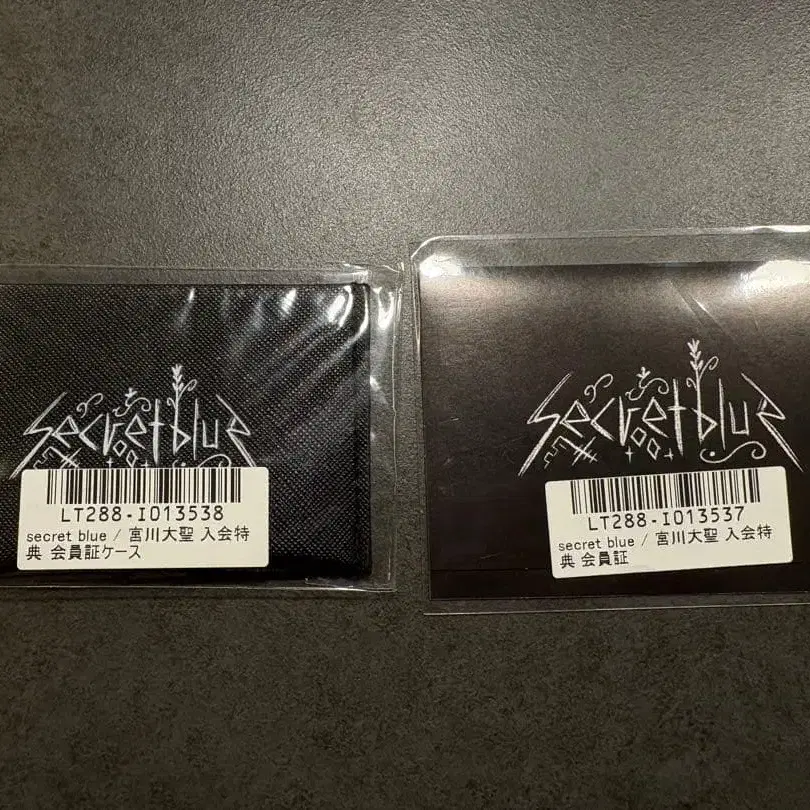 secret blue
LT288-I013538
secret blue / 宮川大聖 入会特
典 会員証ケース
secret blue
LT288-I013537
secret blue / 宮川大聖 入会特
典 会員証